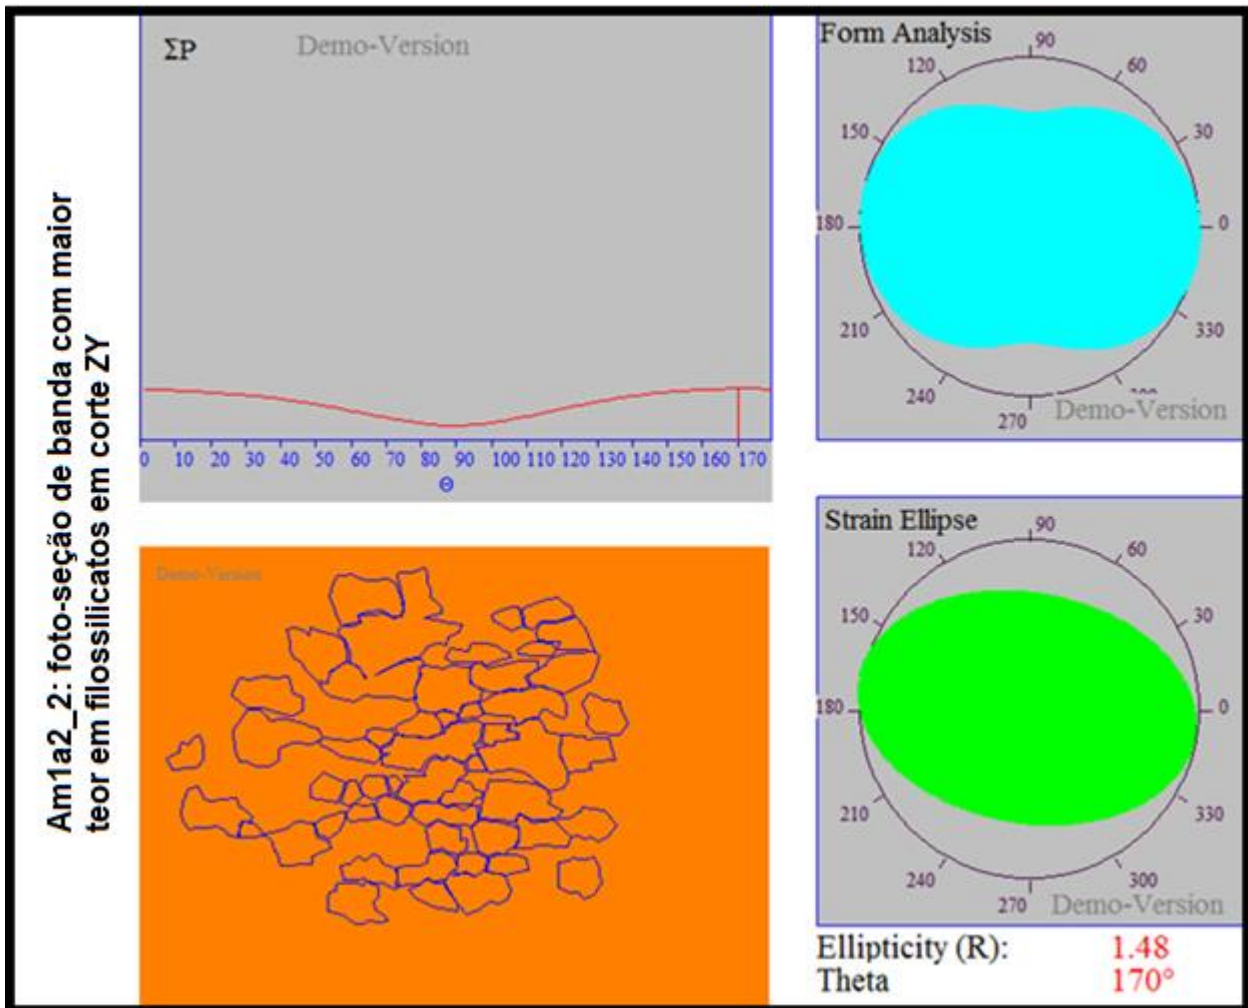 Am1a2_2: foto-seção de banda com maior
teor em filossilicatos em corte ZY
ΣP
Demo-Version
0 10 20 30 40 50 60 70 80 90 100 110 120 130 140 150 160 170
Θ
Demo-Version
Form Analysis
90
120 60
150 30
180 0
210 330
240
270
Demo-Version
Strain Ellipse
90
120 60
150 30
180 0
210 330
240 300
270
Demo-Version
Ellipticity (R): 1.48
Theta 170°